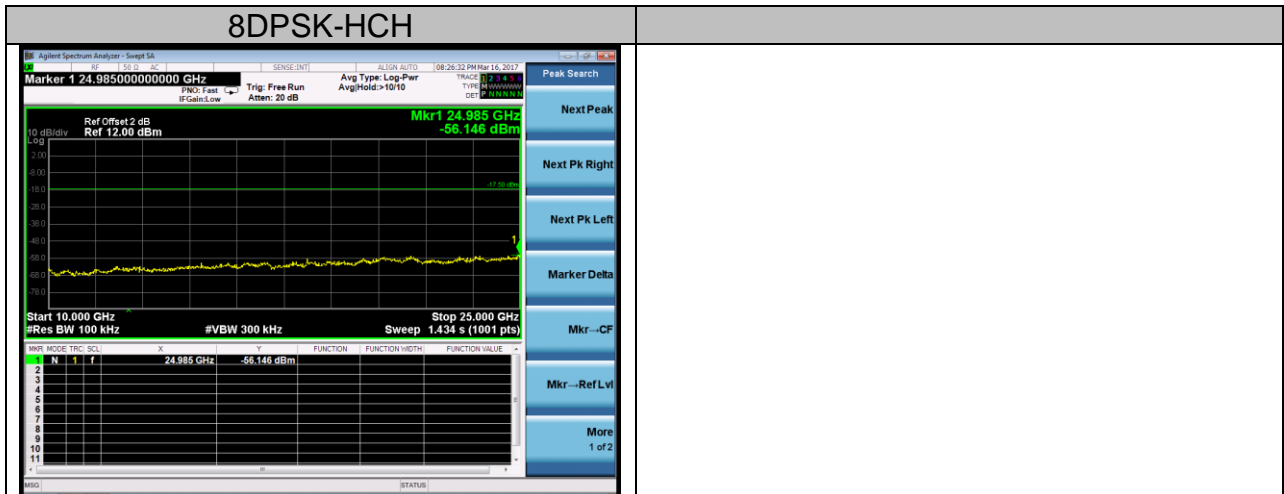 8DPSK-HCH
Agilent Spectrum Analyzer - Swept SA
RF 50 Ω AC SENSE:INT ALIGN AUTO 08:26:32 PM Mar 16, 2017
Marker 1 24.985000000000 GHz
PNO: Fast
IFGain:Low
Trig: Free Run
Atten: 20 dB
Avg Type: Log-Pwr
Avg|Hold:>10/10
TRACE 1 2 3 4 5 6
TYPE M WWWWW
DET P N N N N N
Peak Search
Next Peak
Next Pk Right
Next Pk Left
Marker Delta
Mkr→CF
Mkr→Ref Lvl
More
1 of 2
Mkr1 24.985 GHz
-56.146 dBm
Ref Offset 2 dB
10 dB/div Ref 12.00 dBm
Log
2.00
-8.00
-18.0
-28.0
-38.0
-48.0
-58.0
-68.0
-78.0
-17.50 dBm
1
Start 10.000 GHz Stop 25.000 GHz
#Res BW 100 kHz #VBW 300 kHz Sweep 1.434 s (1001 pts)
MKR MODE TRC SCL X Y FUNCTION FUNCTION WIDTH FUNCTION VALUE
1 N 1 f 24.985 GHz -56.146 dBm
2
3
4
5
6
7
8
9
10
11
MSG STATUS